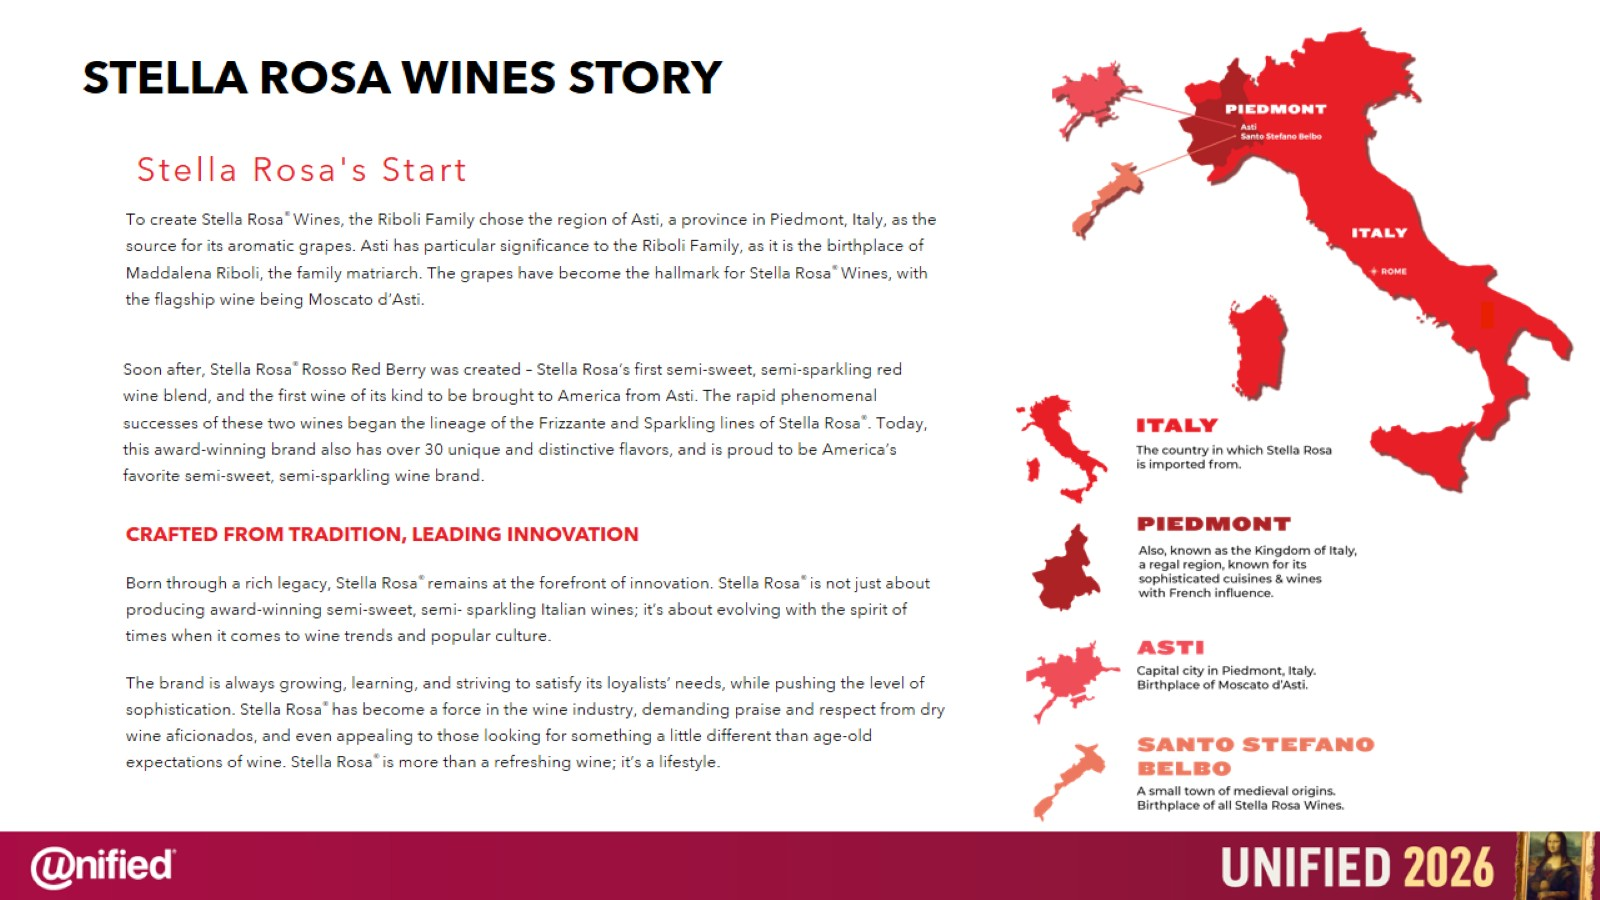 STELLA ROSA WINES STORY
Stella Rosa's Start
To create Stella Rosa® Wines, the Riboli Family chose the region of Asti, a province in Piedmont, Italy, as the
source for its aromatic grapes. Asti has particular significance to the Riboli Family, as it is the birthplace of
Maddalena Riboli, the family matriarch. The grapes have become the hallmark for Stella Rosa® Wines, with
the flagship wine being Moscato d’Asti.
Soon after, Stella Rosa® Rosso Red Berry was created – Stella Rosa’s first semi-sweet, semi-sparkling red
wine blend, and the first wine of its kind to be brought to America from Asti. The rapid phenomenal
successes of these two wines began the lineage of the Frizzante and Sparkling lines of Stella Rosa®. Today,
this award-winning brand also has over 30 unique and distinctive flavors, and is proud to be America’s
favorite semi-sweet, semi-sparkling wine brand.
CRAFTED FROM TRADITION, LEADING INNOVATION
Born through a rich legacy, Stella Rosa® remains at the forefront of innovation. Stella Rosa® is not just about
producing award-winning semi-sweet, semi- sparkling Italian wines; it’s about evolving with the spirit of
times when it comes to wine trends and popular culture.
The brand is always growing, learning, and striving to satisfy its loyalists’ needs, while pushing the level of
sophistication. Stella Rosa® has become a force in the wine industry, demanding praise and respect from dry
wine aficionados, and even appealing to those looking for something a little different than age-old
expectations of wine. Stella Rosa® is more than a refreshing wine; it’s a lifestyle.
PIEDMONT
Asti
Santo Stefano Belbo
ITALY
ROME
ITALY
The country in which Stella Rosa
is imported from.
PIEDMONT
Also, known as the Kingdom of Italy,
a regal region, known for its
sophisticated cuisines & wines
with French influence.
ASTI
Capital city in Piedmont, Italy.
Birthplace of Moscato d’Asti.
SANTO STEFANO
BELBO
A small town of medieval origins.
Birthplace of all Stella Rosa Wines.
unified®
UNIFIED 2026